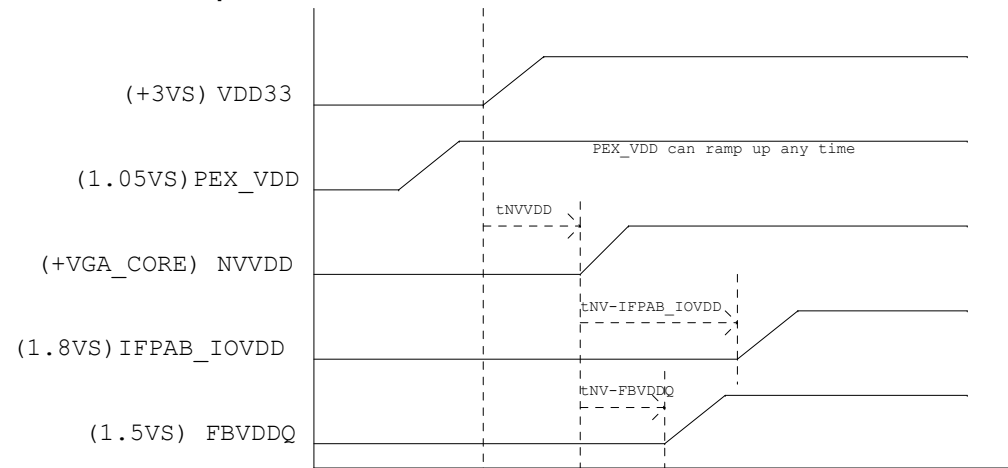 (+3VS) VDD33
PEX_VDD can ramp up any time
(1.05VS)PEX_VDD
tNVVDD
(+VGA_CORE) NVVDD
tNV-IFPAB_IOVDD
(1.8VS)IFPAB_IOVDD
tNV-FBVDDQ
(1.5VS) FBVDDQ